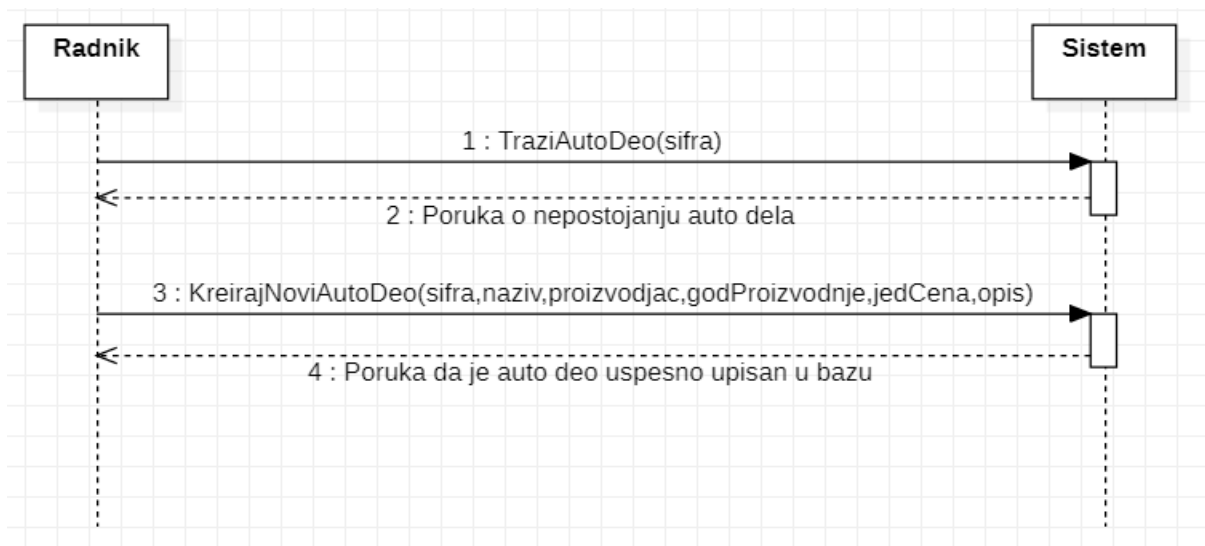 Radnik
Sistem
1 : TraziAutoDeo(sifra)
2 : Poruka o nepostojanju auto dela
3 : KreirajNoviAutoDeo(sifra,naziv,proizvodjac,godProizvodnje,jedCena,opis)
4 : Poruka da je auto deo uspesno upisan u bazu